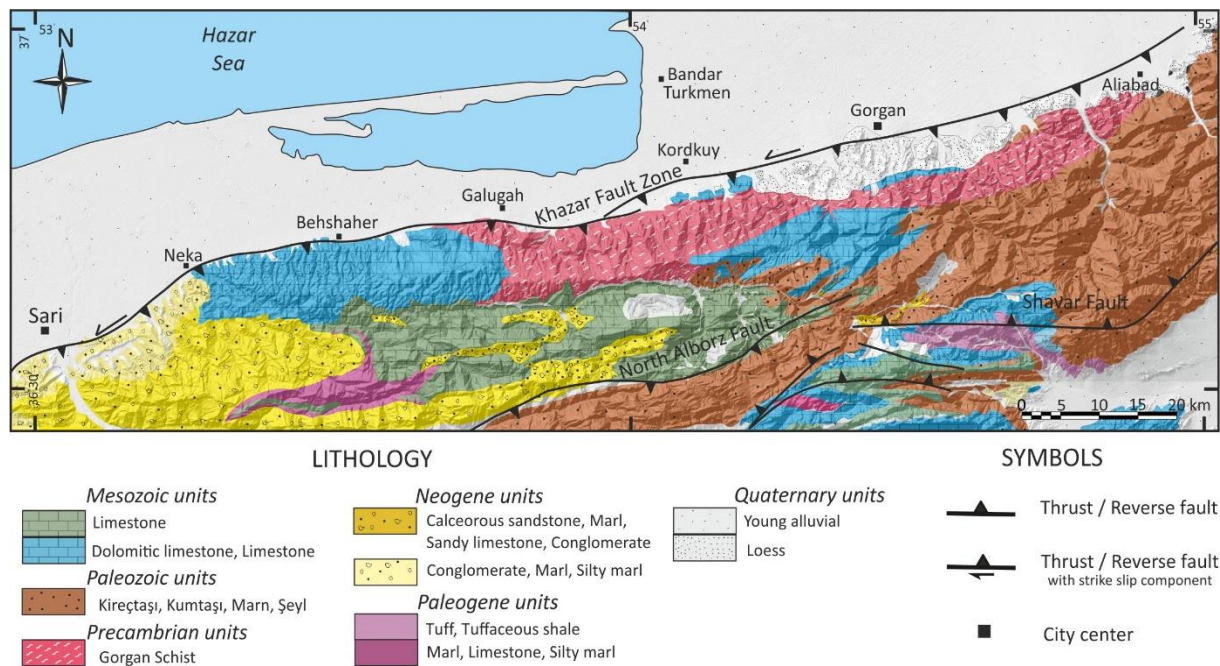 37
53
54
55
N
Hazar
Sea
Bandar
Turkmen
Aliabad
Gorgan
Kordkuy
Khazar Fault Zone
Galugah
Behshaher
Neka
Sari
Shavar Fault
North Alborz Fault
36 30
0 5 10 15 20 km
LITHOLOGY
Mesozoic units
Limestone
Dolomitic limestone, Limestone
Paleozoic units
Kireçtaşı, Kumtaşı, Marn, Şeyl
Precambrian units
Gorgan Schist
Neogene units
Calceorous sandstone, Marl,
Sandy limestone, Conglomerate
Conglomerate, Marl, Silty marl
Paleogene units
Tuff, Tuffaceous shale
Marl, Limestone, Silty marl
Quaternary units
Young alluvial
Loess
SYMBOLS
Thrust / Reverse fault
Thrust / Reverse fault
with strike slip component
City center